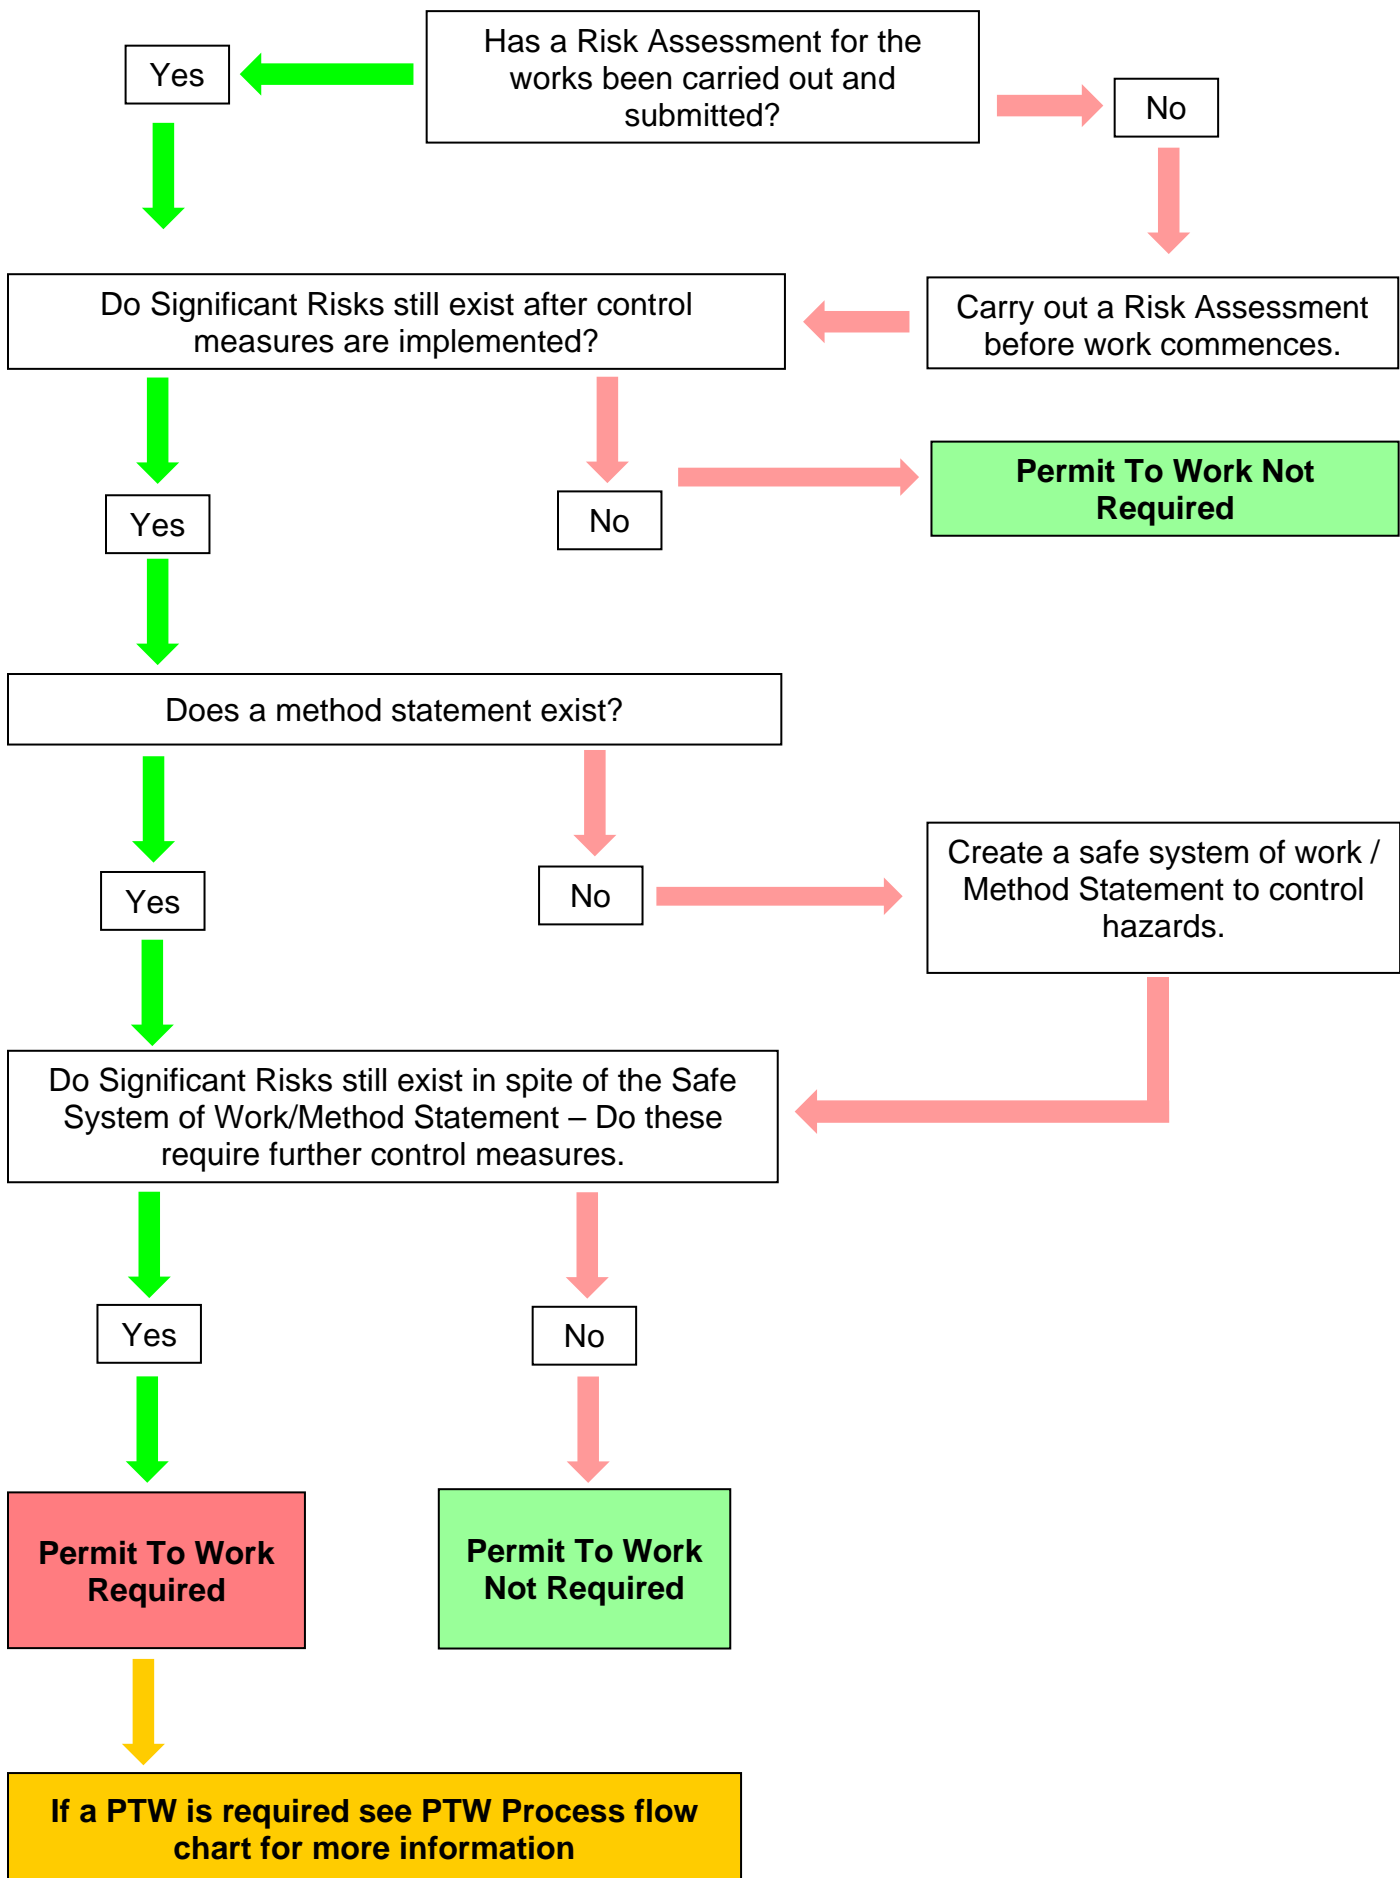 Has a Risk Assessment for the
works been carried out and
submitted?
Yes
No
Do Significant Risks still exist after control
measures are implemented?
Carry out a Risk Assessment
before work commences.
Yes
No
Permit To Work Not
Required
Does a method statement exist?
Yes
No
Create a safe system of work /
Method Statement to control
hazards.
Do Significant Risks still exist in spite of the Safe
System of Work/Method Statement – Do these
require further control measures.
Yes
No
Permit To Work
Required
Permit To Work
Not Required
If a PTW is required see PTW Process flow
chart for more information